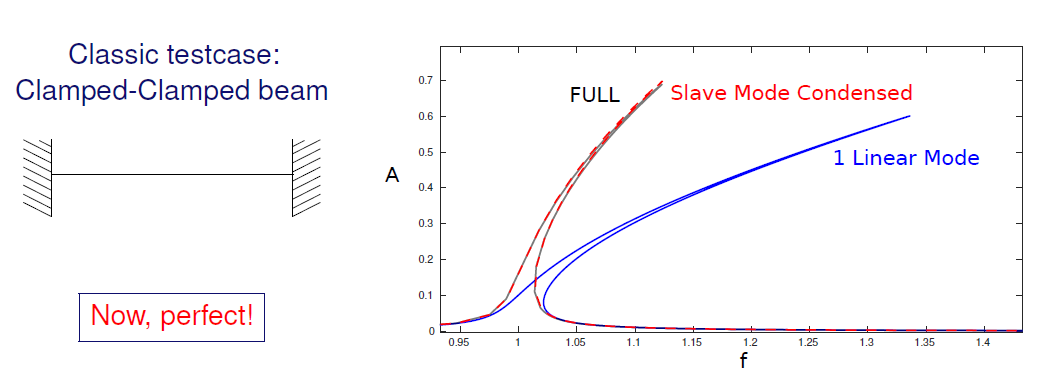 Classic testcase:
Clamped-Clamped beam
Now, perfect!
A
0.7
0.6
0.5
0.4
0.3
0.2
0.1
0
FULL
Slave Mode Condensed
1 Linear Mode
0.95
1
1.05
1.1
1.15
1.2
1.25
1.3
1.35
1.4
f